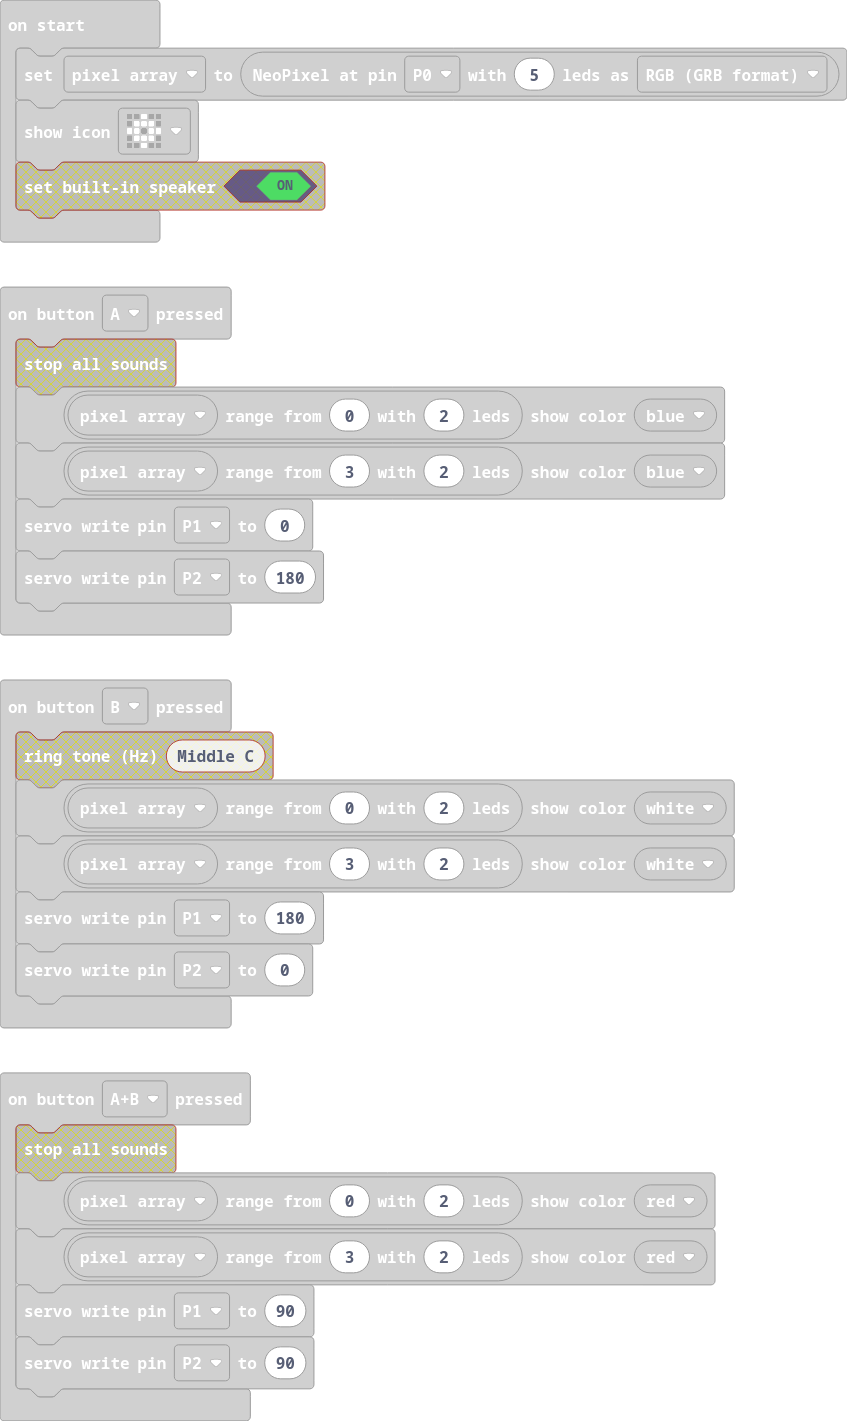 on start
set pixel array to NeoPixel at pin P0 with 5 leds as RGB (GRB format)
show icon
set built-in speaker ON
on button A pressed
stop all sounds
pixel array range from 0 with 2 leds show color blue
pixel array range from 3 with 2 leds show color blue
servo write pin P1 to 0
servo write pin P2 to 180
on button B pressed
ring tone (Hz) Middle C
pixel array range from 0 with 2 leds show color white
pixel array range from 3 with 2 leds show color white
servo write pin P1 to 180
servo write pin P2 to 0
on button A+B pressed
stop all sounds
pixel array range from 0 with 2 leds show color red
pixel array range from 3 with 2 leds show color red
servo write pin P1 to 90
servo write pin P2 to 90